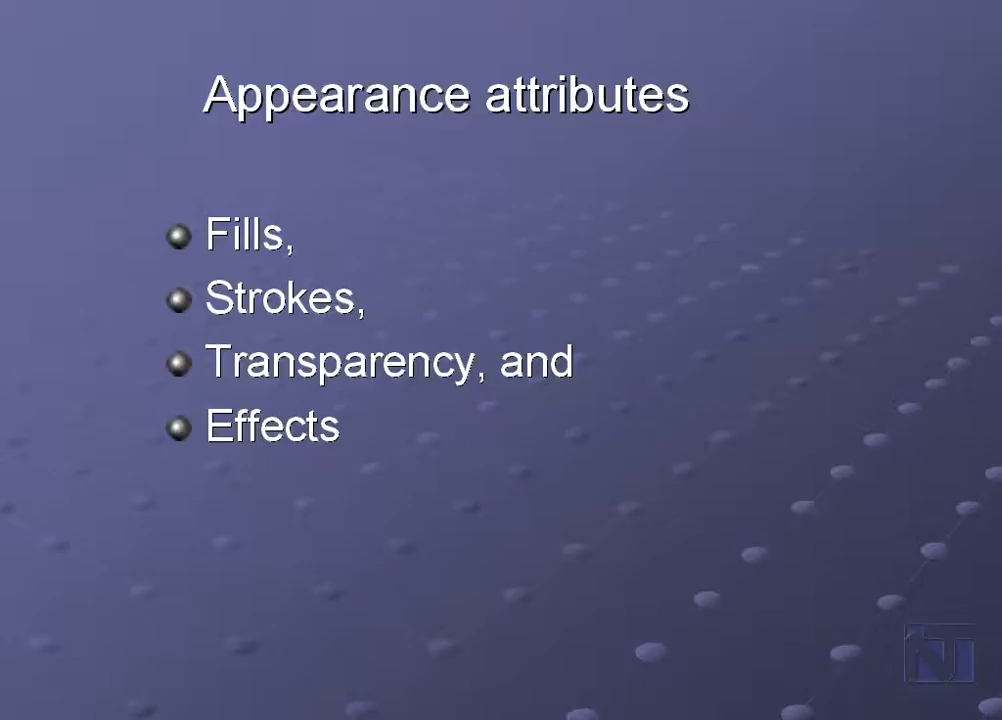 Appearance attributes
Fills,
Strokes,
Transparency, and
Effects